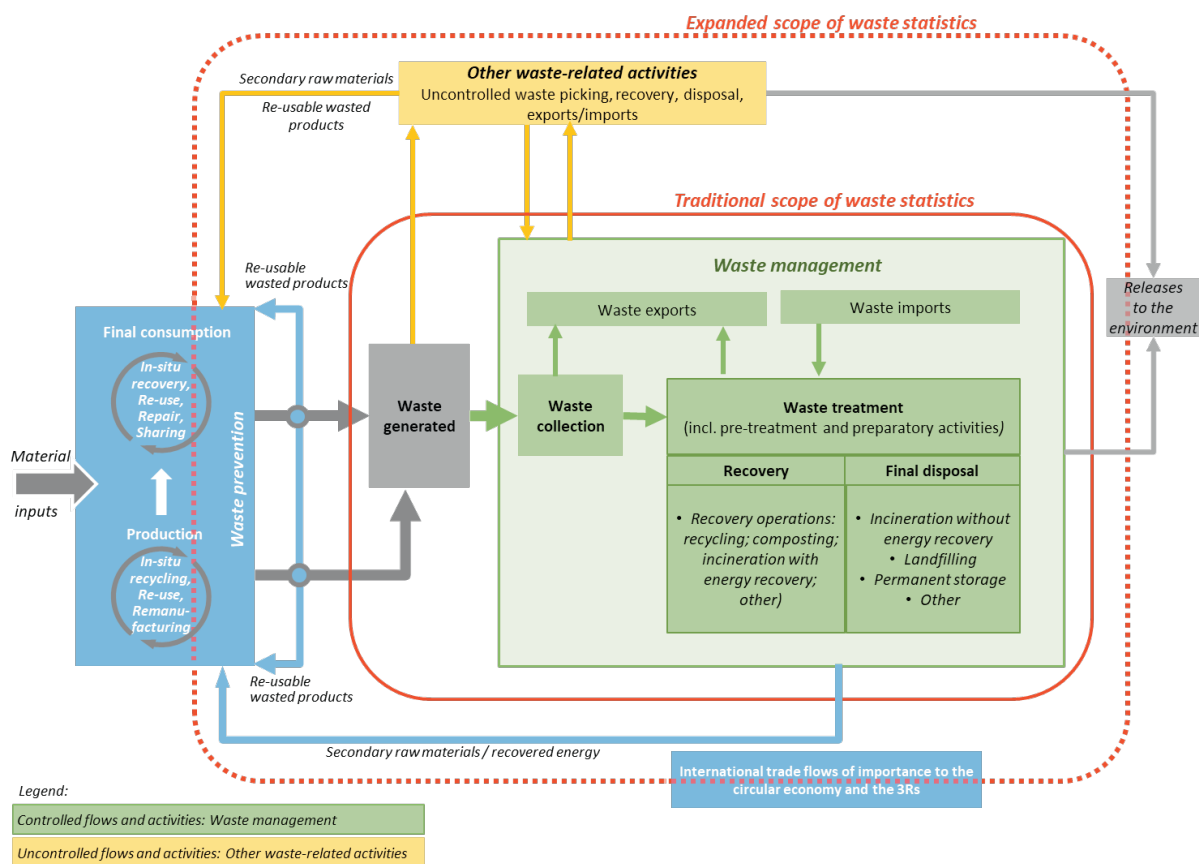 Expanded scope of waste statistics
Other waste-related activities
Uncontrolled waste picking, recovery, disposal,
exports/imports
Secondary raw materials
Re-usable wasted
products
Traditional scope of waste statistics
Waste management
Re-usable
wasted products
Waste exports
Waste imports
Releases
to the
environment
Final consumption
In-situ
recovery,
Re-use,
Repair,
Sharing
Waste prevention
Waste
generated
Waste
collection
Waste treatment
(incl. pre-treatment and preparatory activities)
Material
inputs
Recovery
Final disposal
Production
In-situ
recycling,
Re-use,
Remanu-
facturing
• Recovery operations:
recycling; composting;
incineration with
energy recovery;
other)
• Incineration without
energy recovery
• Landfilling
• Permanent storage
• Other
Re-usable
wasted products
Secondary raw materials / recovered energy
International trade flows of importance to the
circular economy and the 3Rs
Legend:
Controlled flows and activities: Waste management
Uncontrolled flows and activities: Other waste-related activities